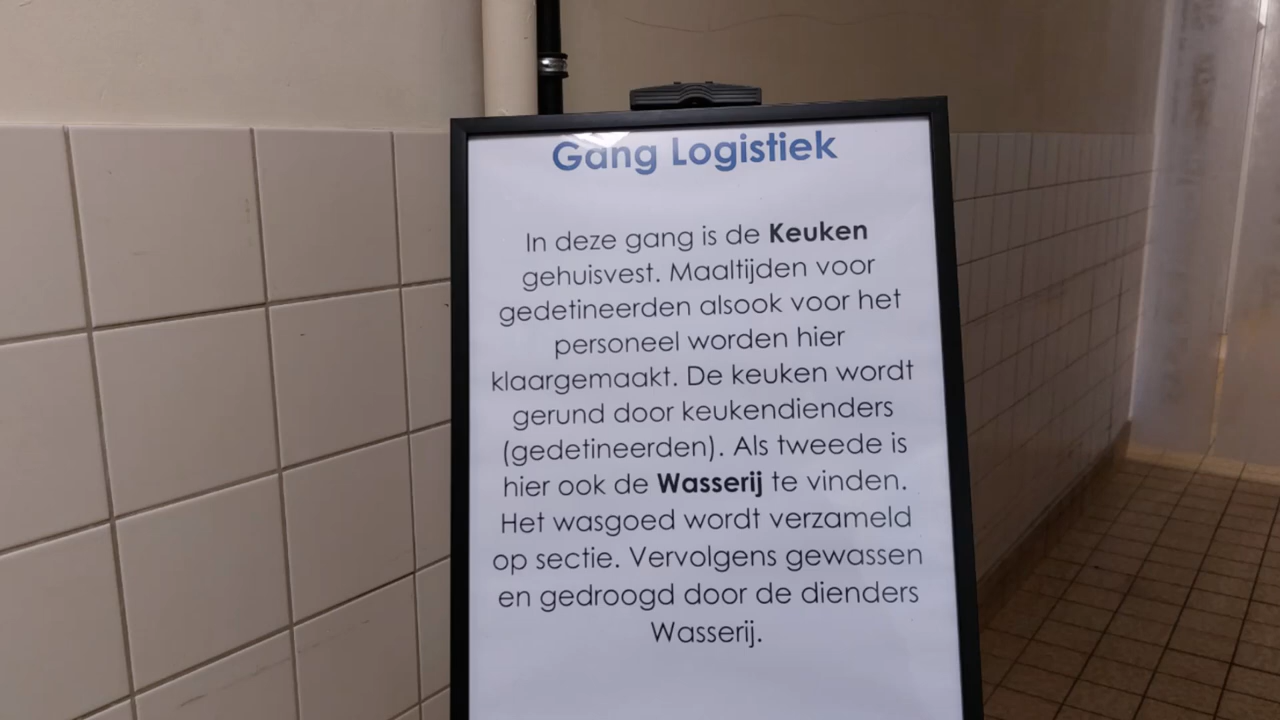 Gang Logistiek
In deze gang is de Keuken
gehuisvest. Maaltijden voor
gedetineerden alsook voor het
personeel worden hier
klaargemaakt. De keuken wordt
gerund door keukendienders
(gedetineerden). Als tweede is
hier ook de Wasserij te vinden.
Het wasgoed wordt verzameld
op sectie. Vervolgens gewassen
en gedroogd door de dienders
Wasserij.